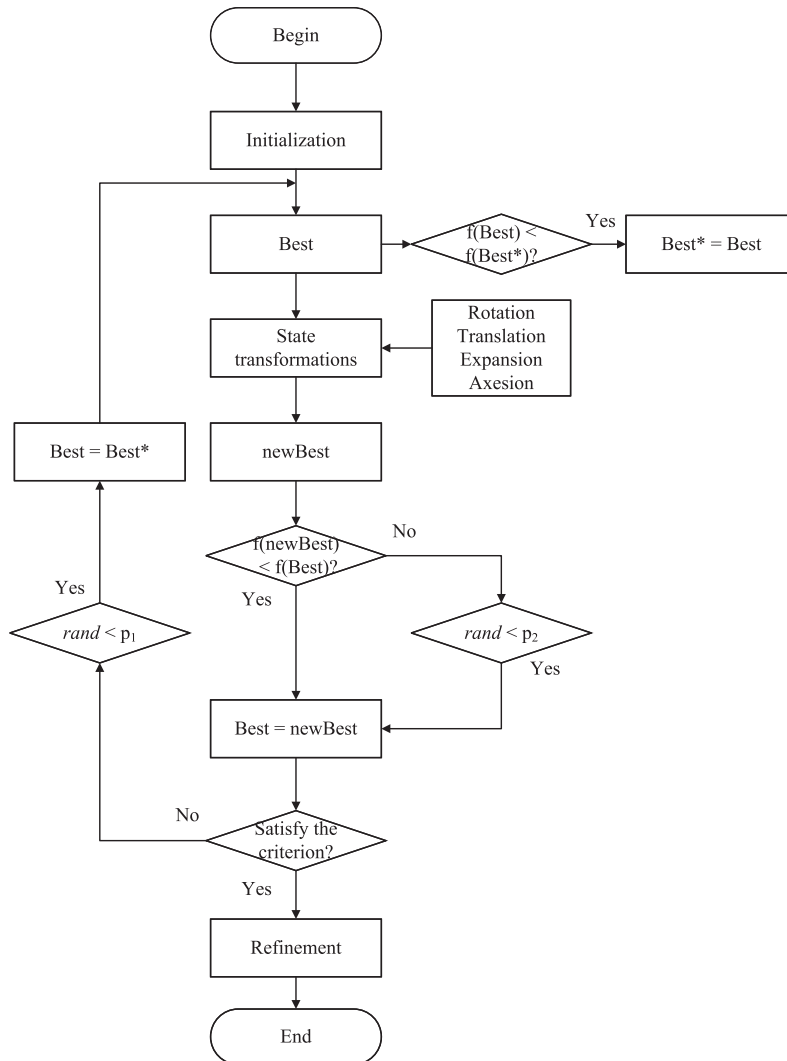 Begin
Initialization
Best
f(Best) <
f(Best*)?
Yes
Best* = Best
State
transformations
Rotation
Translation
Expansion
Axesion
Best = Best*
newBest
f(newBest)
< f(Best)?
No
Yes
Yes
rand < p₁
rand < p₂
Yes
Best = newBest
No
Satisfy the
criterion?
Yes
Refinement
End